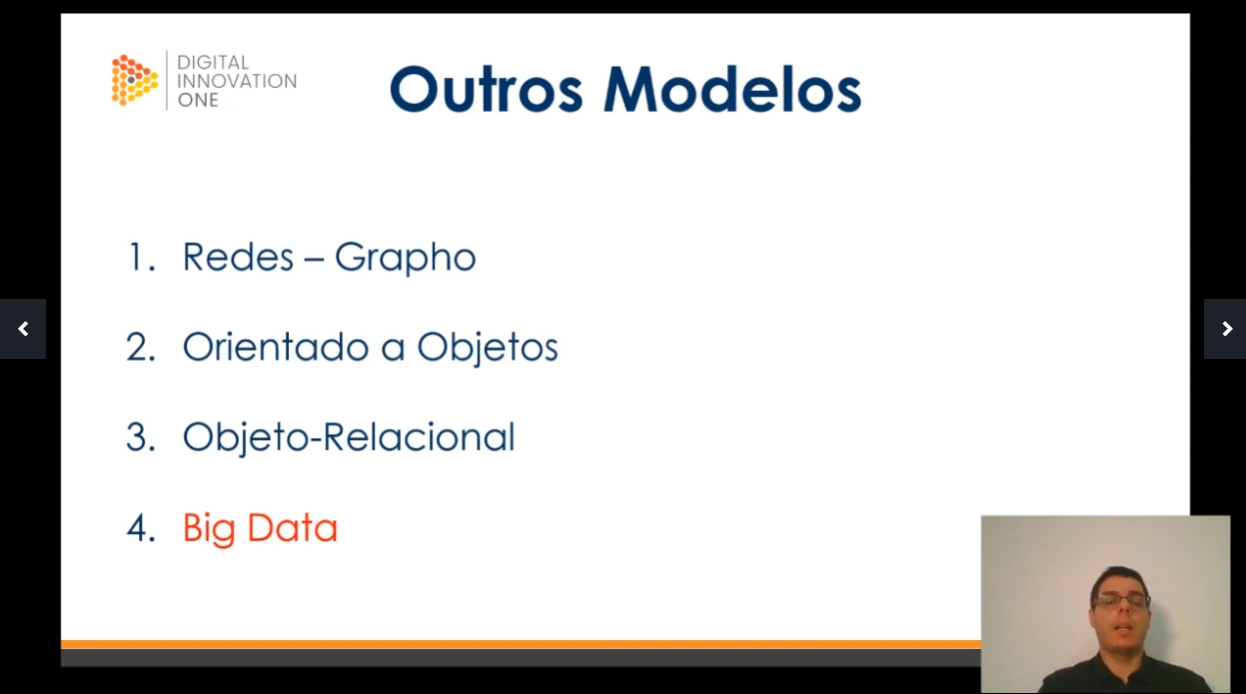 DIGITAL
INNOVATION
ONE
Outros Modelos
1. Redes – Grapho
2. Orientado a Objetos
3. Objeto-Relacional
4. Big Data